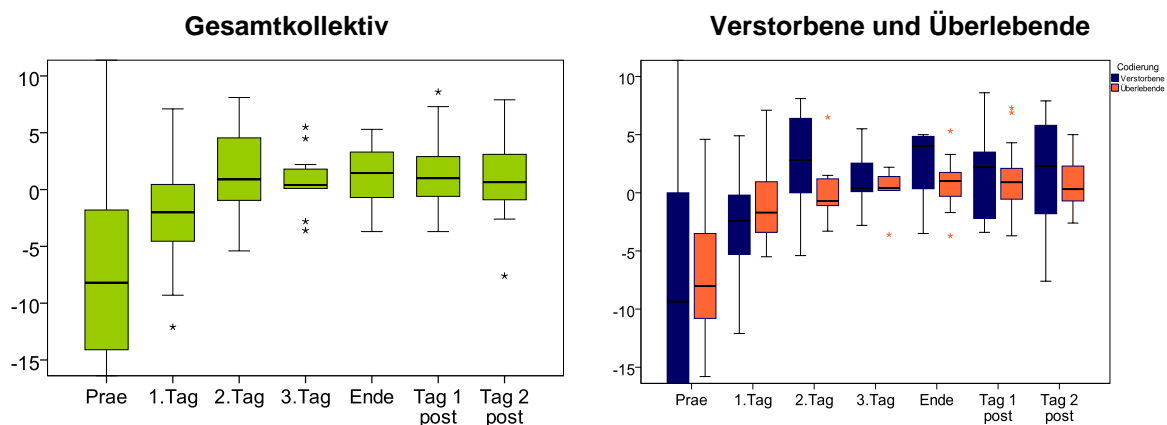 Gesamtkollektiv
10
5
0
-5
-10
-15
Prae 1.Tag 2.Tag 3.Tag Ende Tag 1 Tag 2
post post
Verstorbene und Überlebende
Codierung
Verstorbene
Überlebende
10
5
0
-5
-10
-15
Prae 1.Tag 2.Tag 3.Tag Ende Tag 1 Tag 2
post post